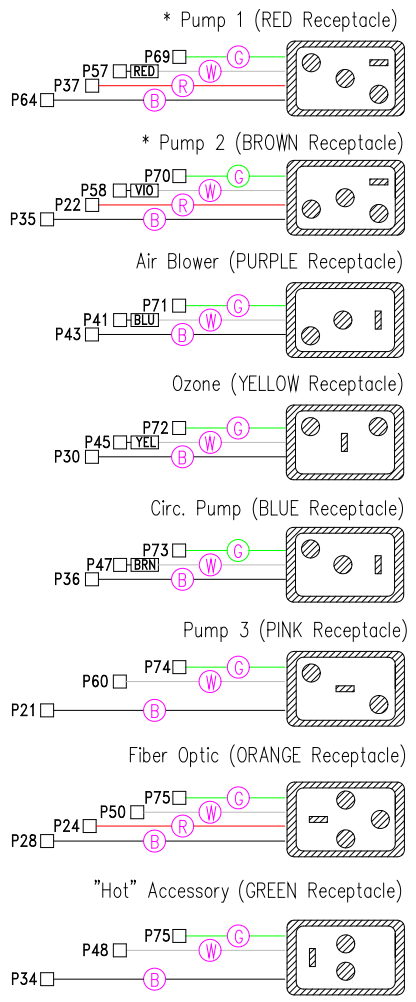 * Pump 1 (RED Receptacle)
P69 G
P57 RED W
P37 R
P64 B
* Pump 2 (BROWN Receptacle)
P70 G
P58 VIO W
P22 R
P35 B
Air Blower (PURPLE Receptacle)
P71 G
P41 BLU W
P43 B
Ozone (YELLOW Receptacle)
P72 G
P45 YEL W
P30 B
Circ. Pump (BLUE Receptacle)
P73 G
P47 BRN W
P36 B
Pump 3 (PINK Receptacle)
P74 G
P60 W
P21 B
Fiber Optic (ORANGE Receptacle)
P75 G
P50 W
P24 R
P28 B
"Hot" Accessory (GREEN Receptacle)
P75 G
P48 W
P34 B